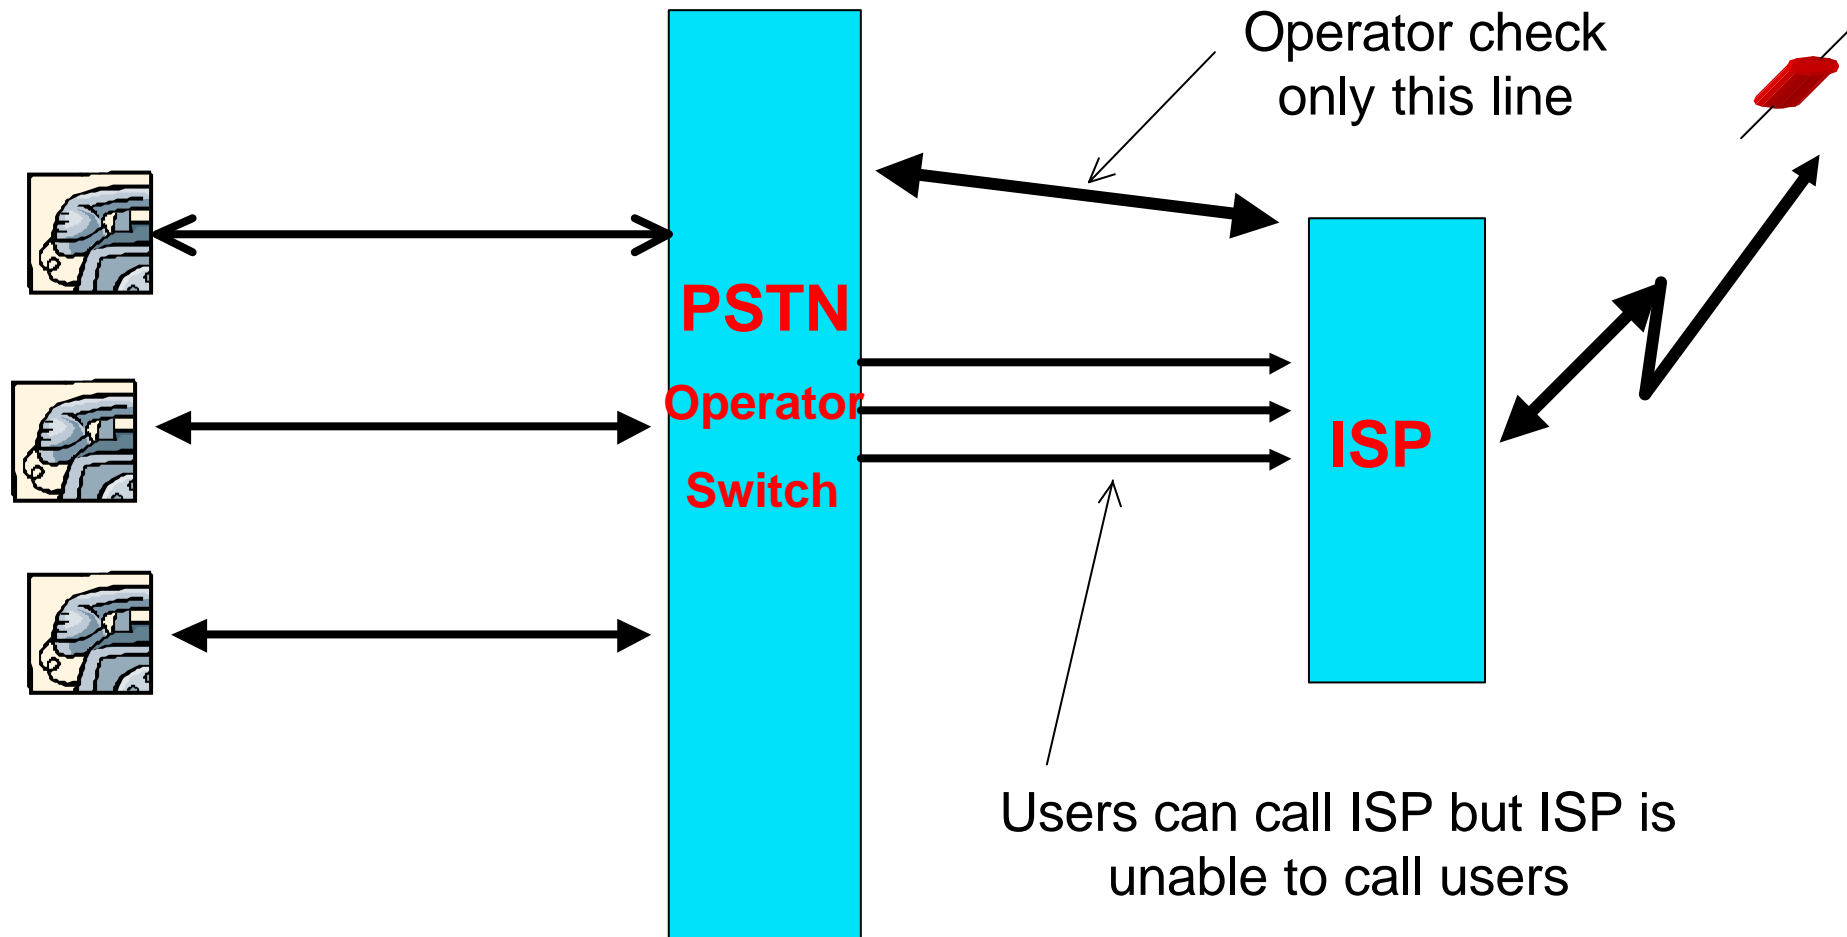 Operator check
only this line
PSTN
Operator
Switch
ISP
Users can call ISP but ISP is
unable to call users